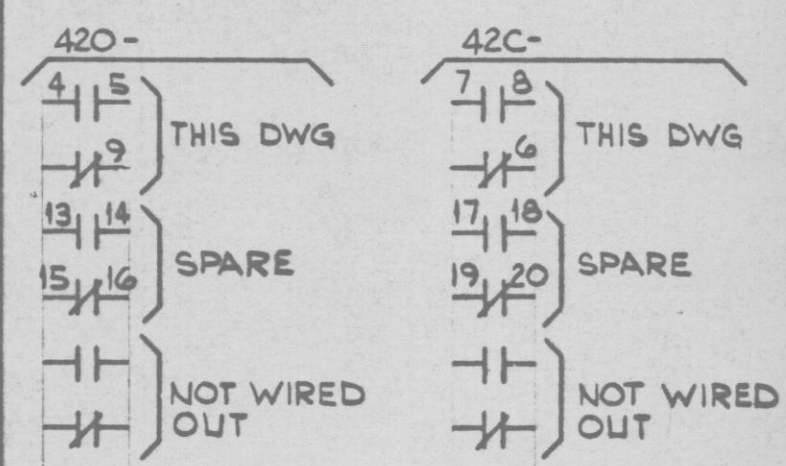 42O-
4 5
THIS DWG
9
13 14
SPARE
15 16
NOT WIRED
OUT
42C-
7 8
THIS DWG
6
17 18
SPARE
19 20
NOT WIRED
OUT